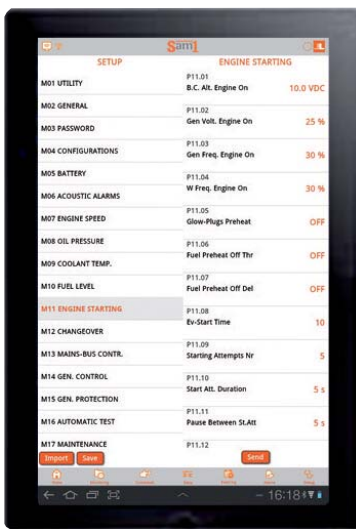 Sam1
SETUP
M01 UTILITY
M02 GENERAL
M03 PASSWORD
M04 CONFIGURATIONS
M05 BATTERY
M06 ACOUSTIC ALARMS
M07 ENGINE SPEED
M08 OIL PRESSURE
M09 COOLANT TEMP.
M10 FUEL LEVEL
M11 ENGINE STARTING
M12 CHANGEOVER
M13 MAINS-BUS CONTR.
M14 GEN. CONTROL
M15 GEN. PROTECTION
M16 AUTOMATIC TEST
M17 MAINTENANCE
Import Save
ENGINE STARTING
P11.01
B.C. Alt. Engine On 10.0 VDC
P11.02
Gen Volt. Engine On 25 %
P11.03
Gen Freq. Engine On 30 %
P11.04
W Freq. Engine On 30 %
P11.05
Glow-Plugs Preheat OFF
P11.06
Fuel Preheat Off Thr OFF
P11.07
Fuel Preheat Off Del OFF
P11.08
Ev-Start Time 10
P11.09
Starting Attempts Nr 5
P11.10
Start Att. Duration 5 s
P11.11
Pause Between St.Att 5 s
P11.12
Send
16:18